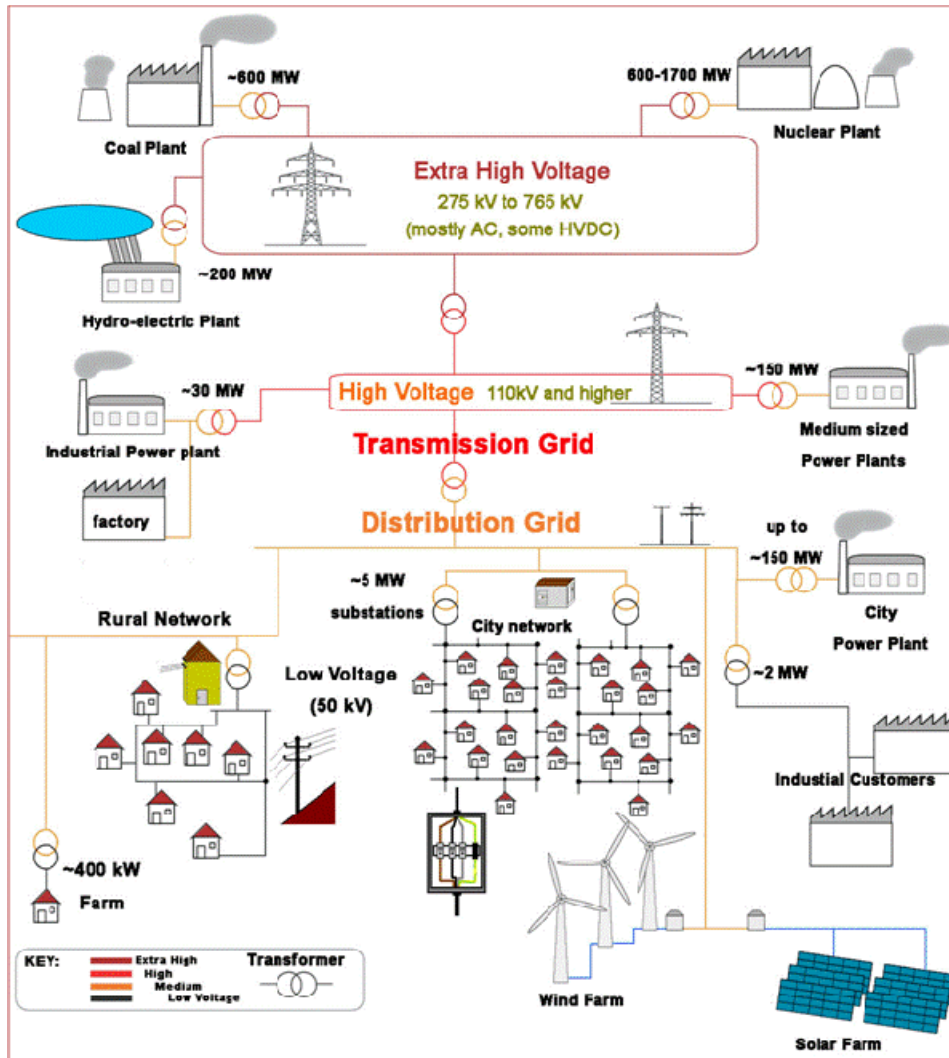 ~600 MW
600-1700 MW
Coal Plant
Nuclear Plant
Extra High Voltage
275 kV to 765 kV
(mostly AC, some HVDC)
~200 MW
Hydro-electric Plant
~30 MW
High Voltage 110kV and higher
~150 MW
Industrial Power plant
Transmission Grid
Medium sized
Power Plants
factory
Distribution Grid
up to
~150 MW
~5 MW
substations
Rural Network
City network
City
Power Plant
Low Voltage
(50 kV)
~2 MW
Industial Customers
~400 kW
Farm
KEY:
Extra High
High
Medium
Low Voltage
Transformer
Wind Farm
Solar Farm